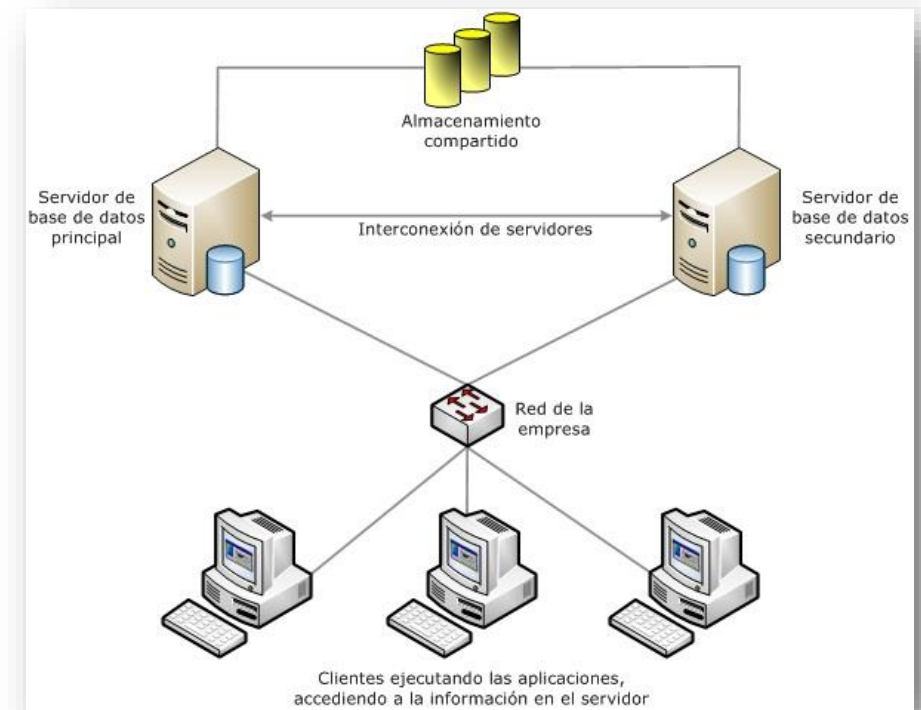 Almacenamiento
compartido
Servidor de
base de datos
principal
Interconexión de servidores
Servidor de
base de datos
secundario
Red de la
empresa
Clientes ejecutando las aplicaciones,
accediendo a la información en el servidor